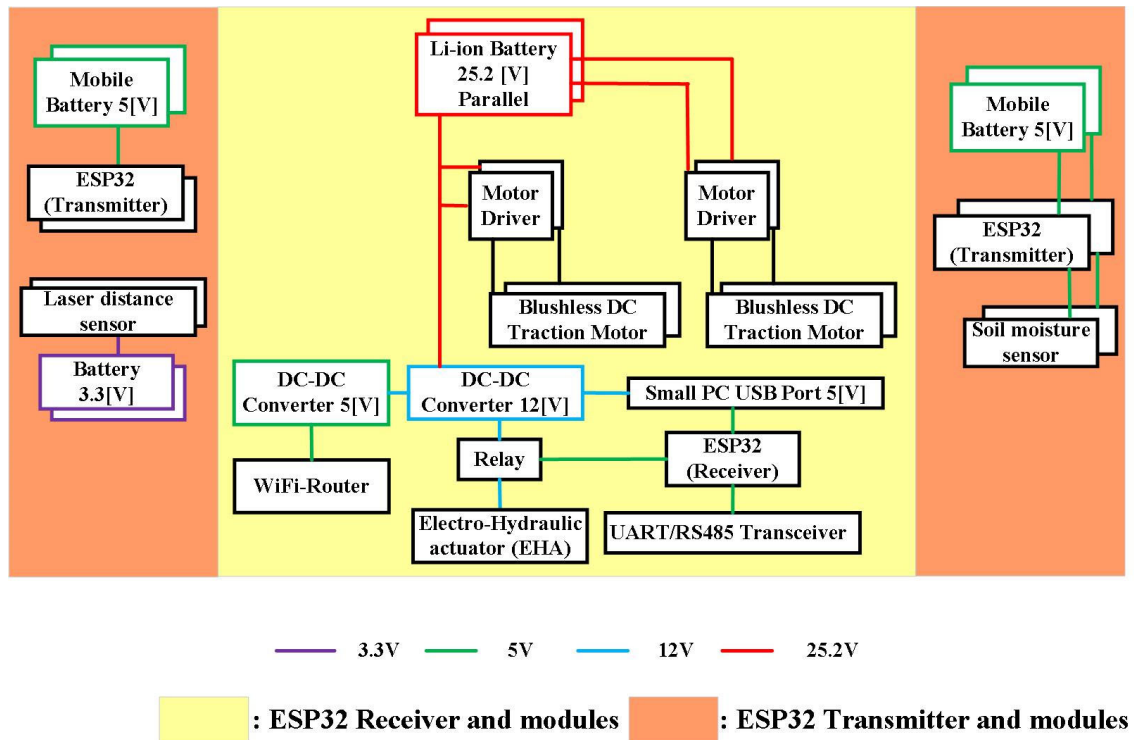 Mobile
Battery 5[V]
ESP32
(Transmitter)
Laser distance
sensor
Battery
3.3[V]
Li-ion Battery
25.2 [V]
Parallel
Motor
Driver
Motor
Driver
Blushless DC
Traction Motor
Blushless DC
Traction Motor
DC-DC
Converter 5[V]
DC-DC
Converter 12[V]
Small PC USB Port 5[V]
WiFi-Router
Relay
ESP32
(Receiver)
Electro-Hydraulic
actuator (EHA)
UART/RS485 Transceiver
Mobile
Battery 5[V]
ESP32
(Transmitter)
Soil moisture
sensor
3.3V
5V
12V
25.2V
: ESP32 Receiver and modules
: ESP32 Transmitter and modules